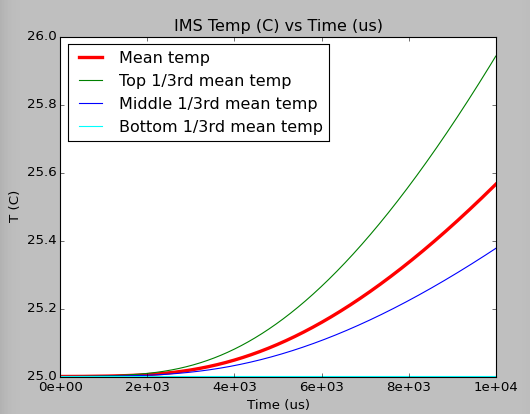 IMS Temp (C) vs Time (us)
26.0
Mean temp
Top 1/3rd mean temp
Middle 1/3rd mean temp
Bottom 1/3rd mean temp
25.8
25.6
25.4
25.2
25.0
T (C)
0e+00 2e+03 4e+03 6e+03 8e+03 1e+04
Time (us)